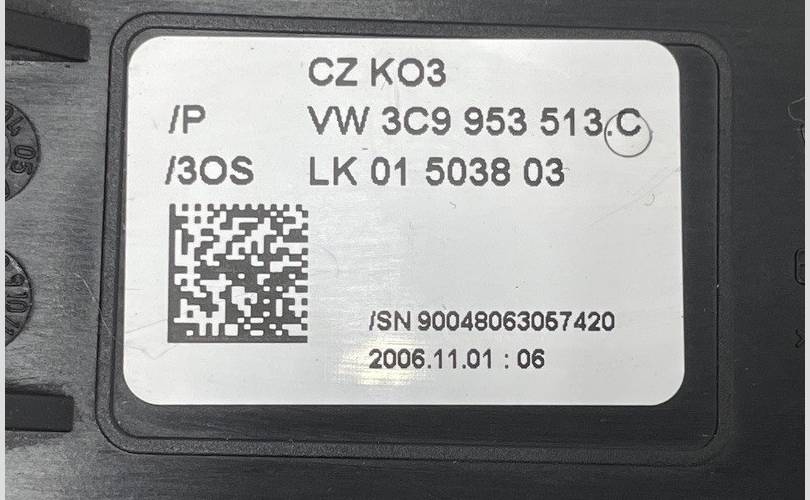 CZ KO3
/P VW 3C9 953 513.C
/3OS LK 01 5038 03
/SN 90048063057420
2006.11.01 : 06